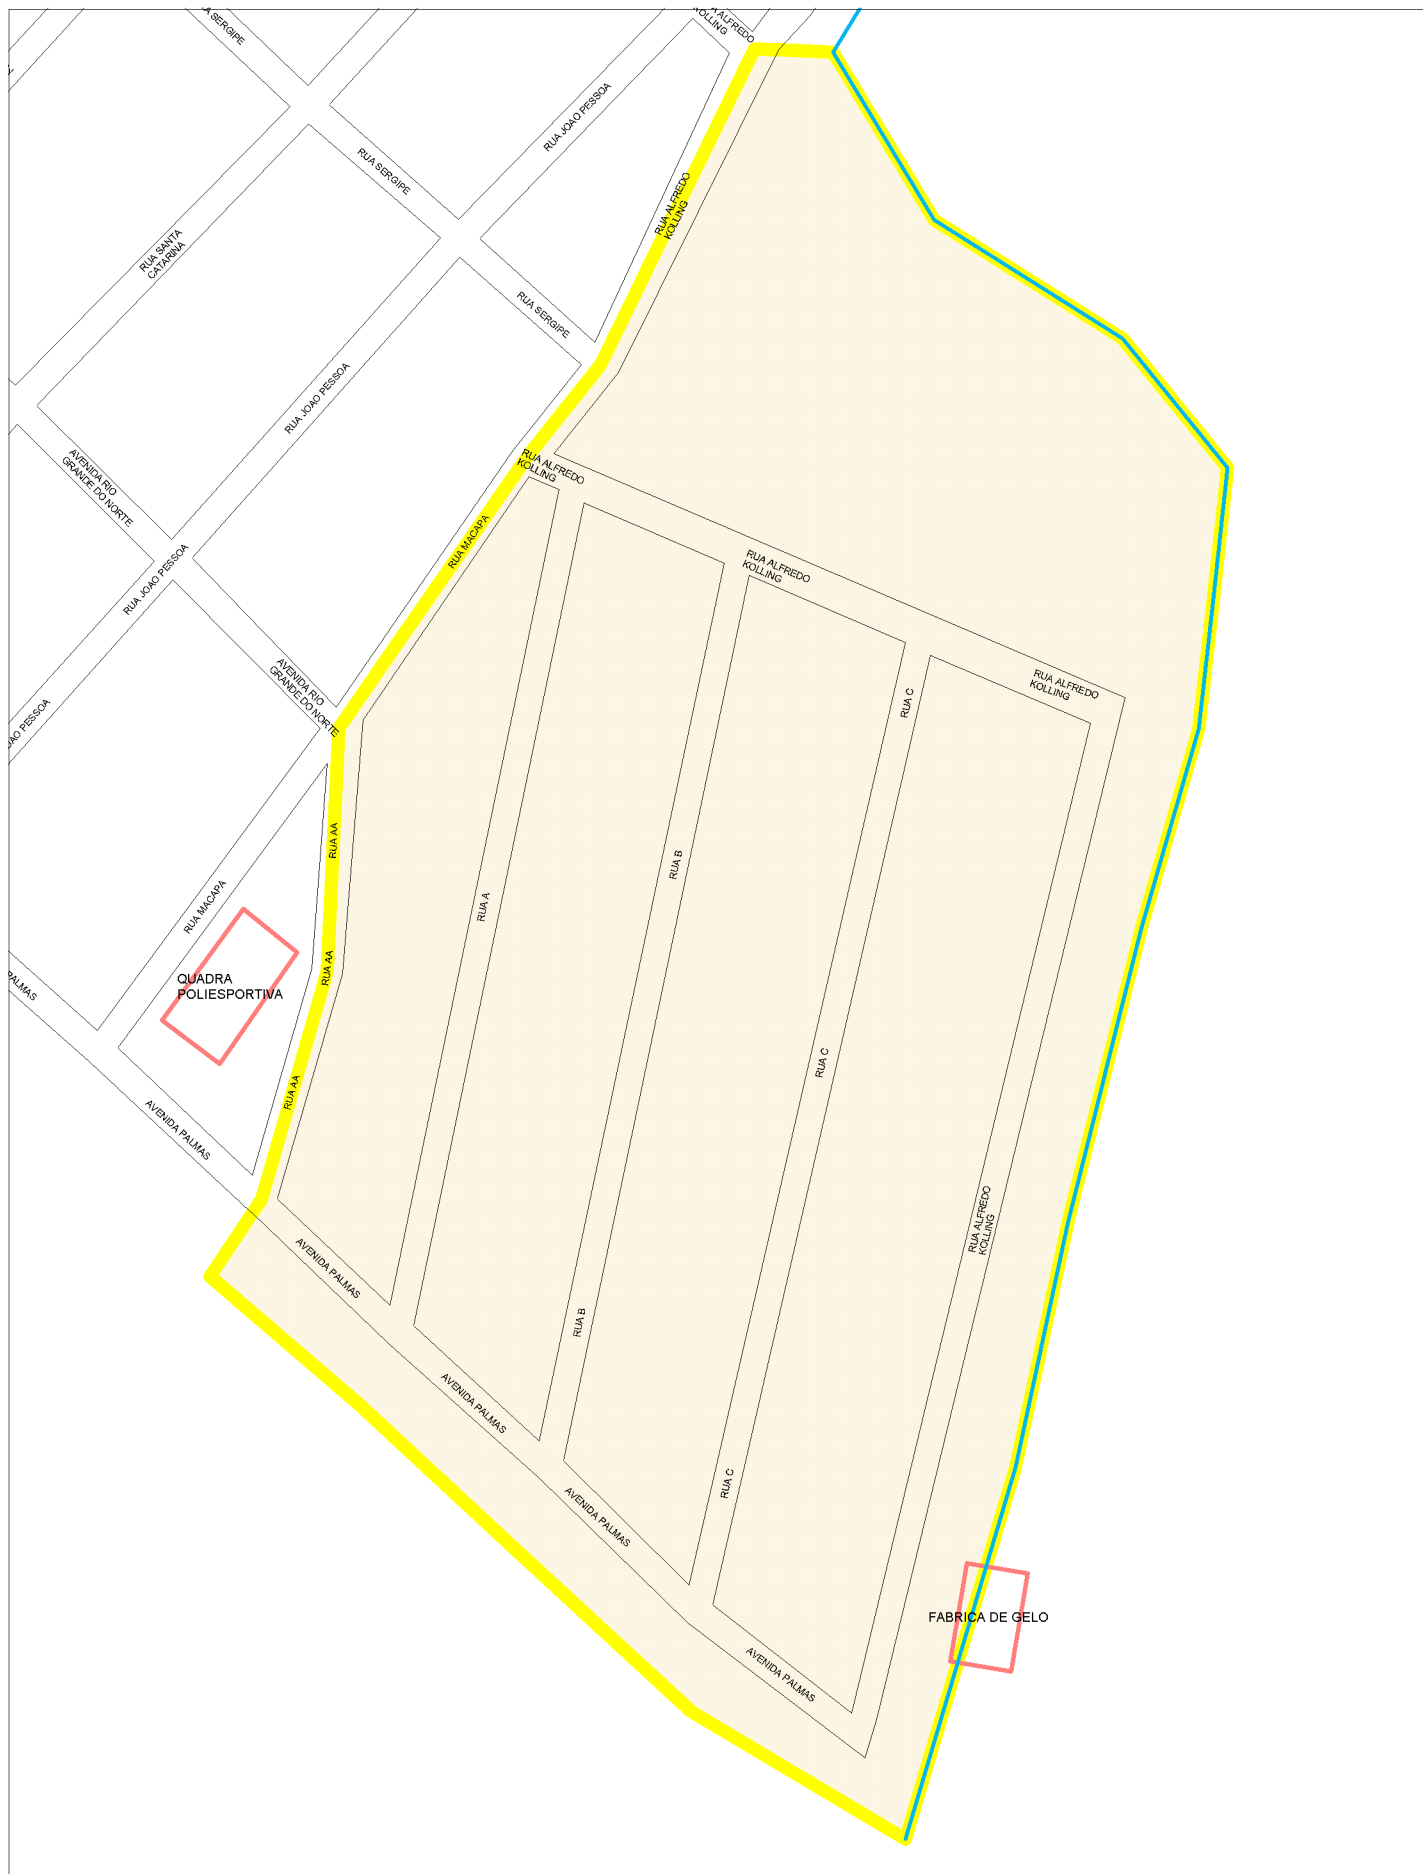 RUA SERGIPE
RUA ALFREDO
KOLLING
RUA JOAO PESSOA
RUA SERGIPE
RUA ALFREDO
KOLLING
RUA SANTA
CATARINA
RUA SERGIPE
RUA JOAO PESSOA
AVENIDA RIO
GRANDE DO NORTE
RUA ALFREDO
KOLLING
RUA MACAPA
RUA JOAO PESSOA
RUA ALFREDO
KOLLING
AVENIDA RIO
GRANDE DO NORTE
RUA ALFREDO
KOLLING
RUA C
JOAO PESSOA
RUA AA
RUA B
RUA MACAPA
RUA A
RUA AA
QUADRA
POLIESPORTIVA
PALMAS
RUA C
RUA AA
AVENIDA PALMAS
RUA ALFREDO
KOLLING
AVENIDA PALMAS
RUA B
AVENIDA PALMAS
RUA C
AVENIDA PALMAS
FABRICA DE GELO
AVENIDA PALMAS